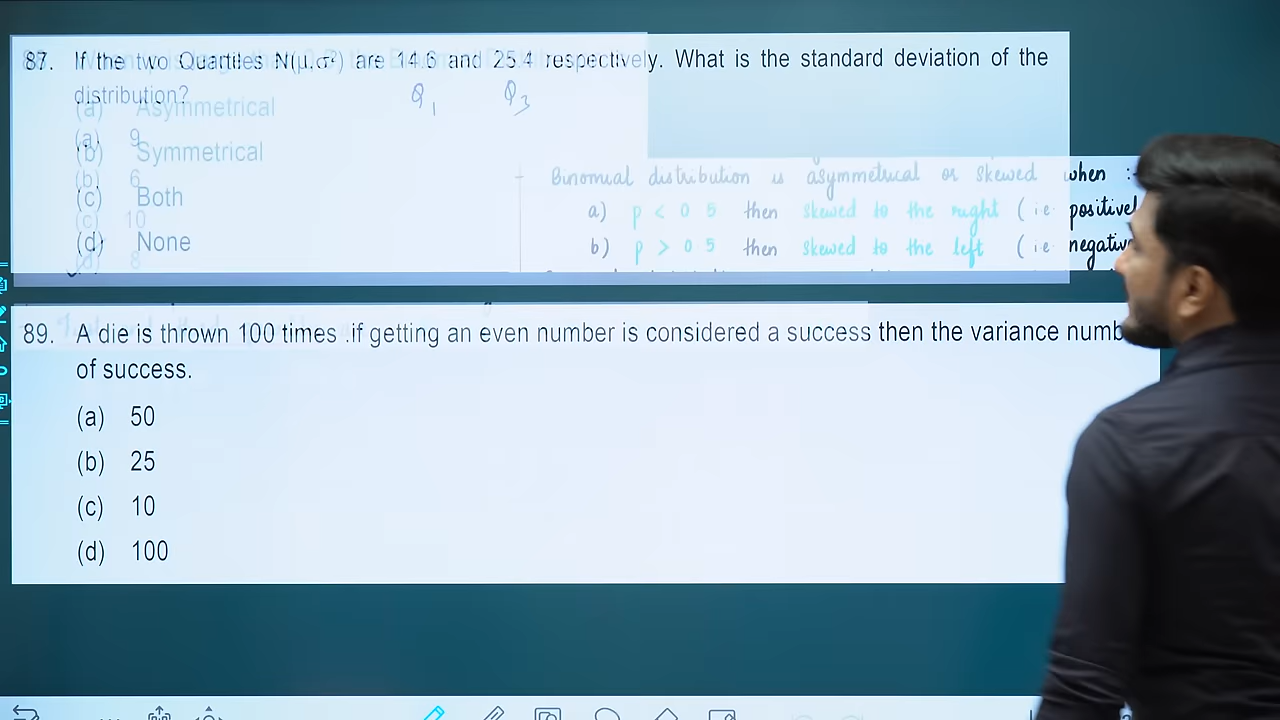 87. If the two Quartiles N(μ,σ²) are 14.6 and 25.4 respectively. What is the standard deviation of the
distribution?
Q1 Q3
(a) Asymmetrical
(a) 9
(b) Symmetrical
(b) 6
(c) Both
(c) 10
(d) None
(d) 8
Binomial distribution is asymmetrical or skewed when :-
a) p < 0 5 then skewed to the right (i.e. positive
b) p > 0 5 then skewed to the left (i.e. negativ
89. A die is thrown 100 times .if getting an even number is considered a success then the variance numb
of success.
(a) 50
(b) 25
(c) 10
(d) 100